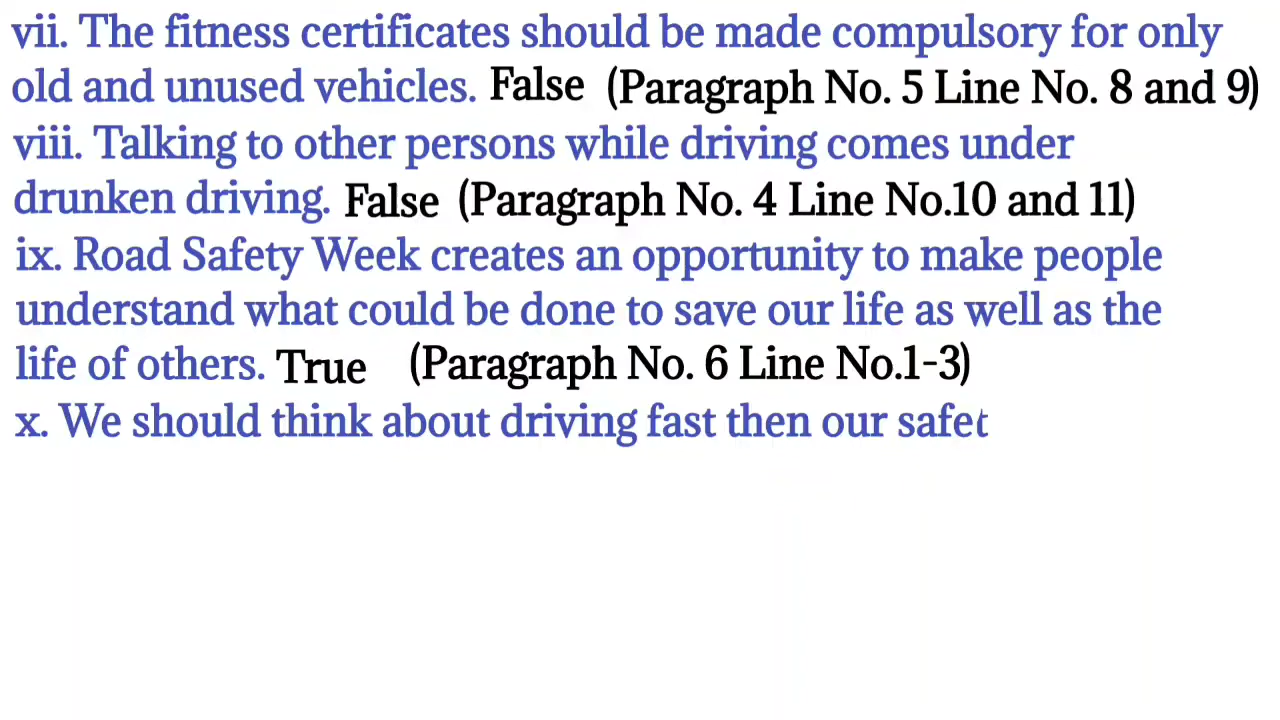 vii. The fitness certificates should be made compulsory for only
old and unused vehicles. False (Paragraph No. 5 Line No. 8 and 9)
viii. Talking to other persons while driving comes under
drunken driving. False (Paragraph No. 4 Line No.10 and 11)
ix. Road Safety Week creates an opportunity to make people
understand what could be done to save our life as well as the
life of others. True (Paragraph No. 6 Line No.1-3)
x. We should think about driving fast then our safet